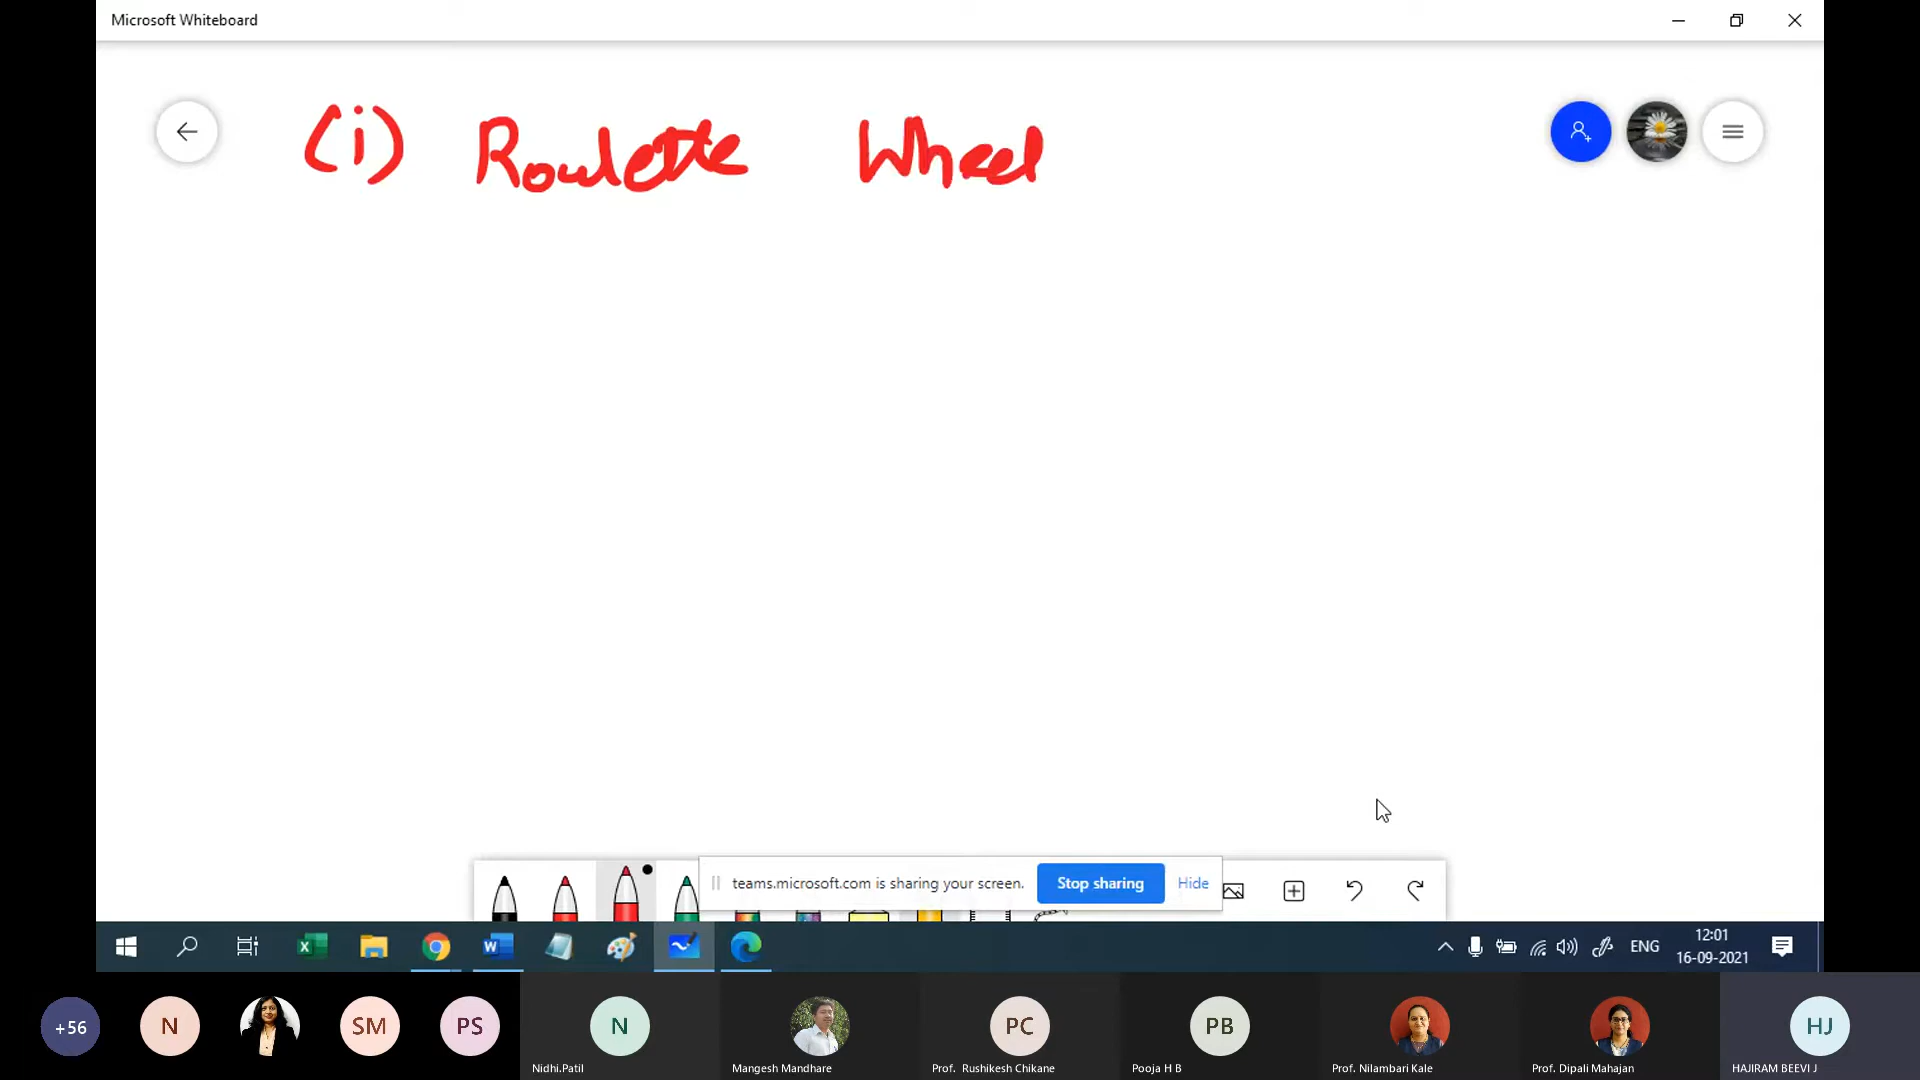 Microsoft Whiteboard
(i) Roulette Wheel
teams.microsoft.com is sharing your screen. Stop sharing Hide
ENG
12:01
16-09-2021
+56 N SM PS N PC PB HJ
Nidhi.Patil Mangesh Mandhare Prof. Rushikesh Chikane Pooja H B Prof. Nilambari Kale Prof. Dipali Mahajan HAJIRAM BEEVI J